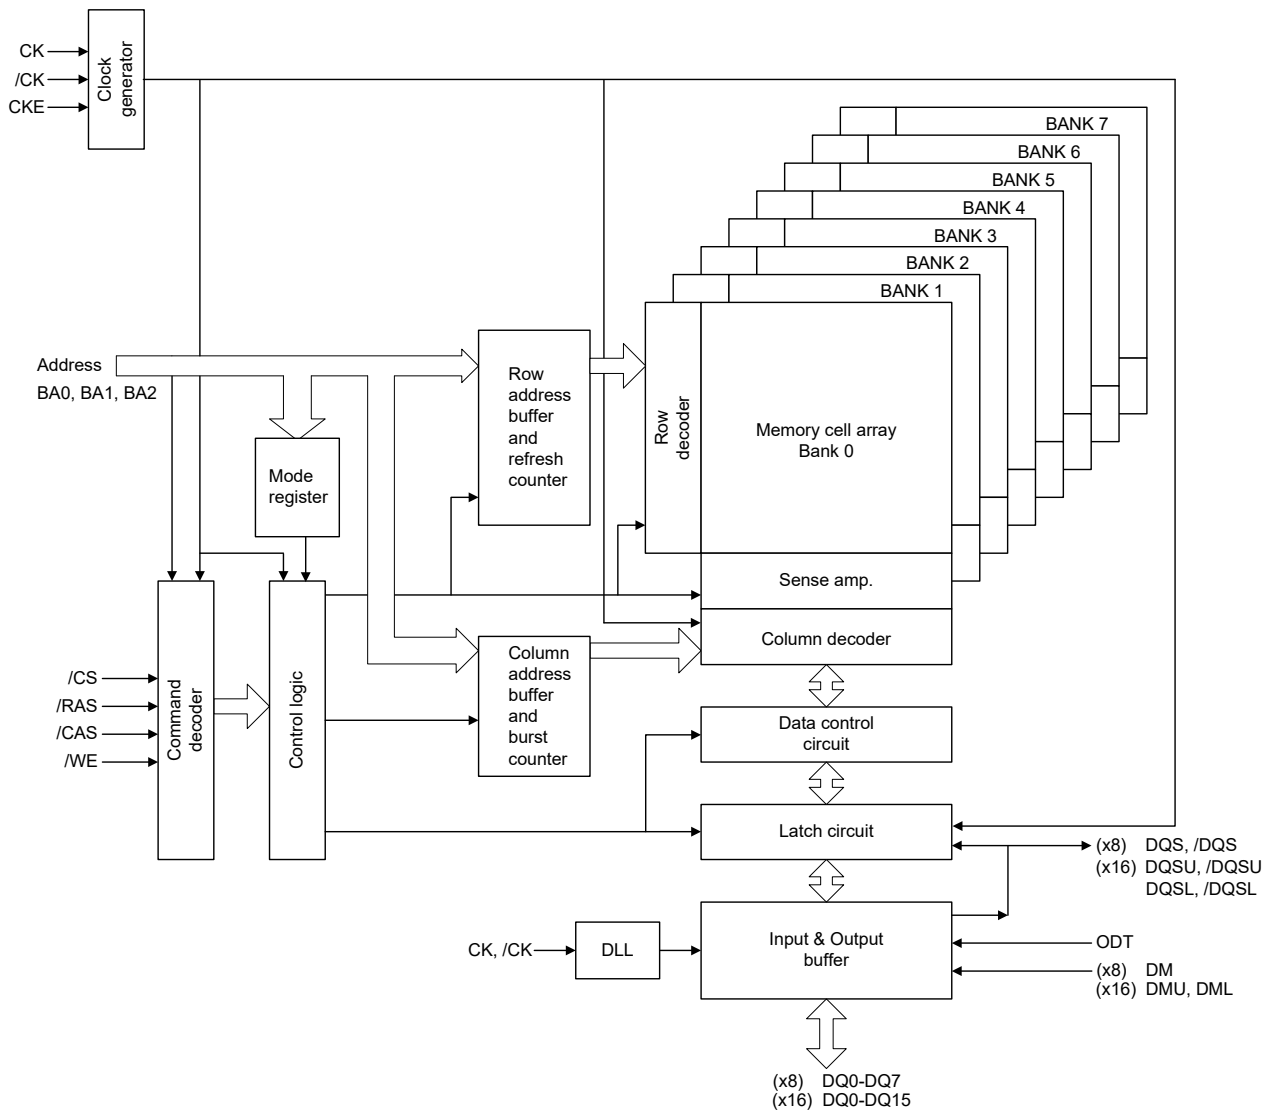 CK
/CK
CKE
Clock
generator
BANK 7
BANK 6
BANK 5
BANK 4
BANK 3
BANK 2
BANK 1
Address
BA0, BA1, BA2
Mode
register
Row
address
buffer
and
refresh
counter
Row
decoder
Memory cell array
Bank 0
Sense amp.
Column decoder
/CS
/RAS
/CAS
/WE
Command
decoder
Control logic
Column
address
buffer
and
burst
counter
Data control
circuit
Latch circuit
(x8) DQS, /DQS
(x16) DQSU, /DQSU
DQSL, /DQSL
CK, /CK
DLL
Input & Output
buffer
ODT
(x8) DM
(x16) DMU, DML
(x8) DQ0-DQ7
(x16) DQ0-DQ15